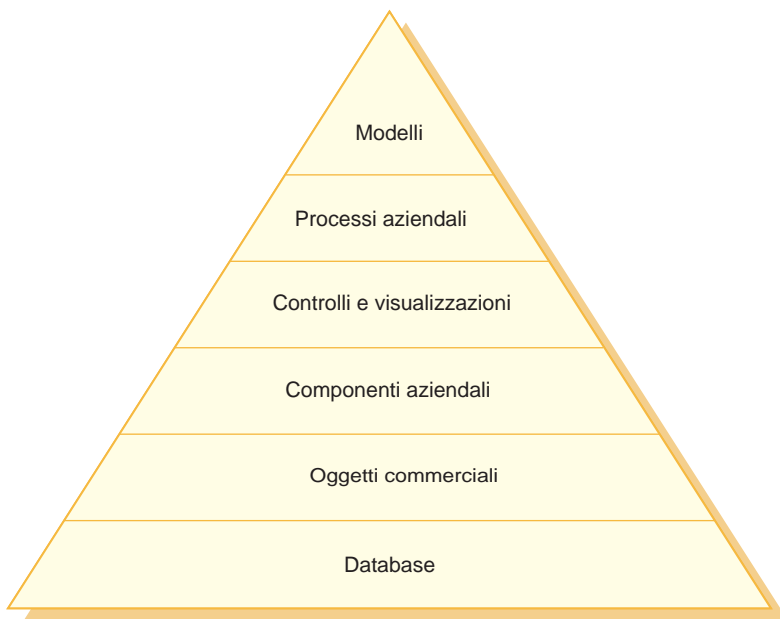 Modelli
Processi aziendali
Controlli e visualizzazioni
Componenti aziendali
Oggetti commerciali
Database